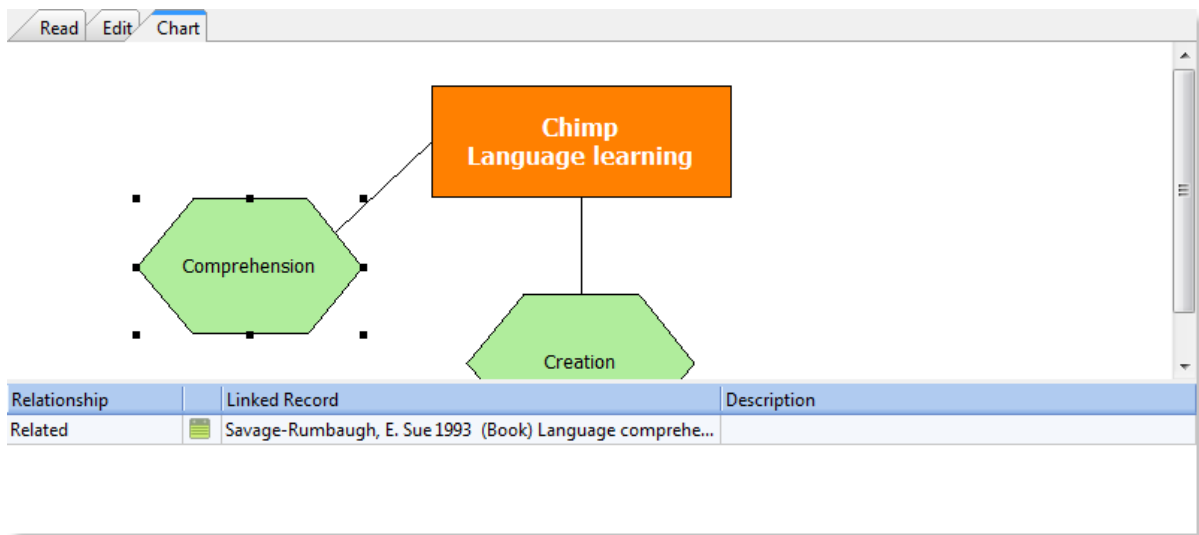 Read Edit Chart
Chimp
Language learning
Comprehension
Creation
Relationship Linked Record Description
Related Savage-Rumbaugh, E. Sue 1993 (Book) Language comprehe...